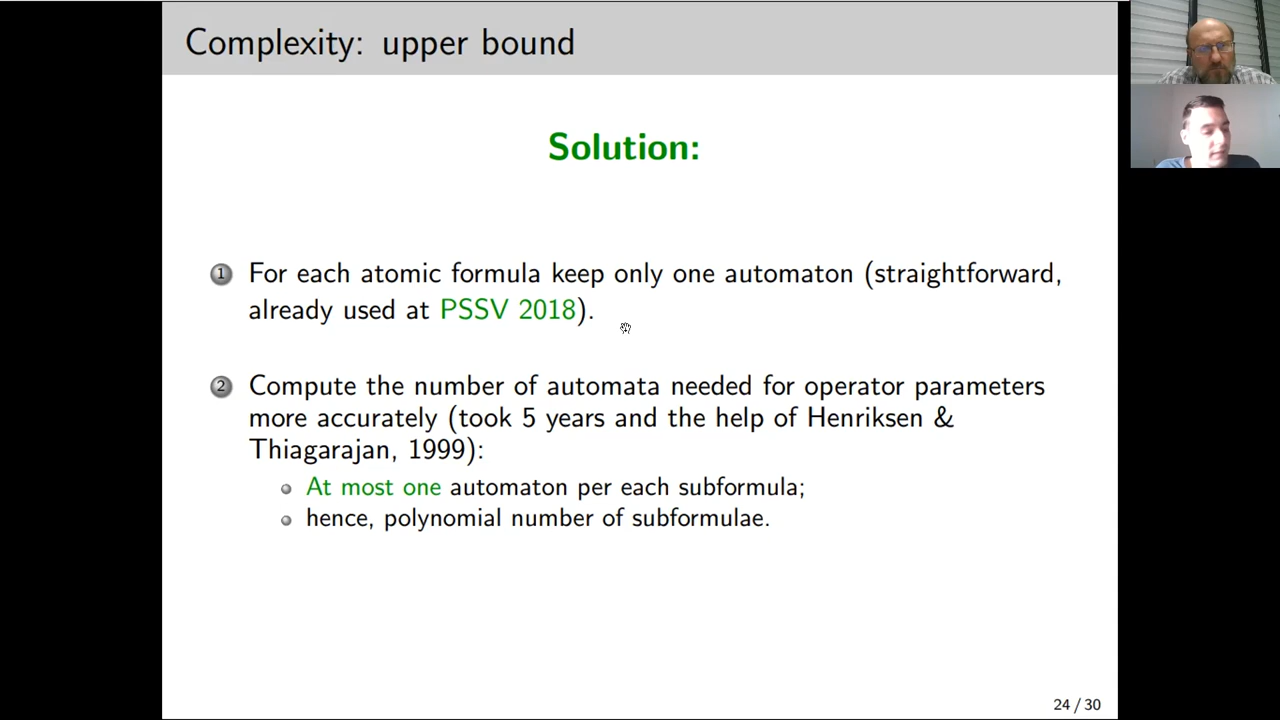 Complexity: upper bound
Solution:
1 For each atomic formula keep only one automaton (straightforward,
already used at PSSV 2018).
2 Compute the number of automata needed for operator parameters
more accurately (took 5 years and the help of Henriksen &
Thiagarajan, 1999):
At most one automaton per each subformula;
hence, polynomial number of subformulae.
24 / 30